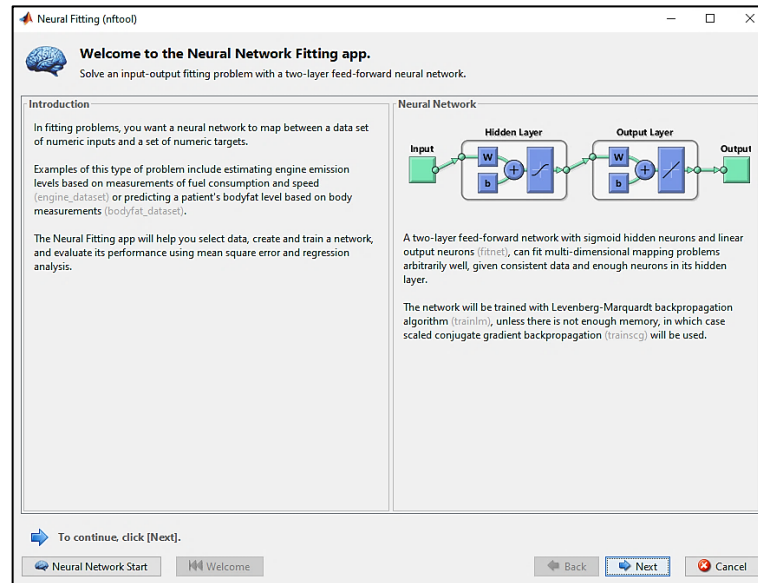 Neural Fitting (nftool)
Welcome to the Neural Network Fitting app.
Solve an input-output fitting problem with a two-layer feed-forward neural network.
Introduction
In fitting problems, you want a neural network to map between a data set
of numeric inputs and a set of numeric targets.
Examples of this type of problem include estimating engine emission
levels based on measurements of fuel consumption and speed
(engine_dataset) or predicting a patient's bodyfat level based on body
measurements (bodyfat_dataset).
The Neural Fitting app will help you select data, create and train a network,
and evaluate its performance using mean square error and regression
analysis.
Neural Network
Hidden Layer Output Layer
Input Output
W W
b b
A two-layer feed-forward network with sigmoid hidden neurons and linear
output neurons (fitnet), can fit multi-dimensional mapping problems
arbitrarily well, given consistent data and enough neurons in its hidden
layer.
The network will be trained with Levenberg-Marquardt backpropagation
algorithm (trainlm), unless there is not enough memory, in which case
scaled conjugate gradient backpropagation (trainscg) will be used.
To continue, click [Next].
Neural Network Start Welcome Back Next Cancel